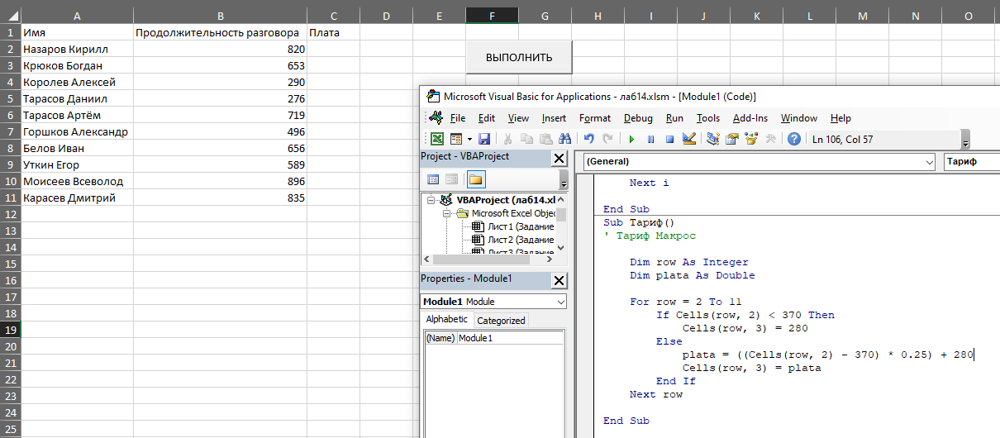 A B C D E F G H I J K L M N O
1 Имя Продолжительность разговора Плата
2 Назаров Кирилл 820
3 Крюков Богдан 653
4 Королев Алексей 290
5 Тарасов Даниил 276
6 Тарасов Артём 719
7 Горшков Александр 496
8 Белов Иван 656
9 Уткин Егор 589
10 Моисеев Всеволод 896
11 Карасев Дмитрий 835
12
13
14
15
16
17
18
19
20
21
22
23
24
25
ВЫПОЛНИТЬ
Microsoft Visual Basic for Applications - лаб14.xlsm - [Module1 (Code)]
File Edit View Insert Format Debug Run Tools Add-Ins Window Help
Ln 106, Col 57
Project - VBAProject
VBAProject (лаб14.xl
Microsoft Excel Objec
Лист1 (Задание
Лист2 (Задание
Лист3 (Задание
Properties - Module1
Module1 Module
Alphabetic Categorized
(Name) Module1
(General) Тариф
Next i
End Sub
Sub Тариф()
' Тариф Макрос
Dim row As Integer
Dim plata As Double
For row = 2 To 11
If Cells(row, 2) < 370 Then
Cells(row, 3) = 280
Else
plata = ((Cells(row, 2) - 370) * 0.25) + 280
Cells(row, 3) = plata
End If
Next row
End Sub